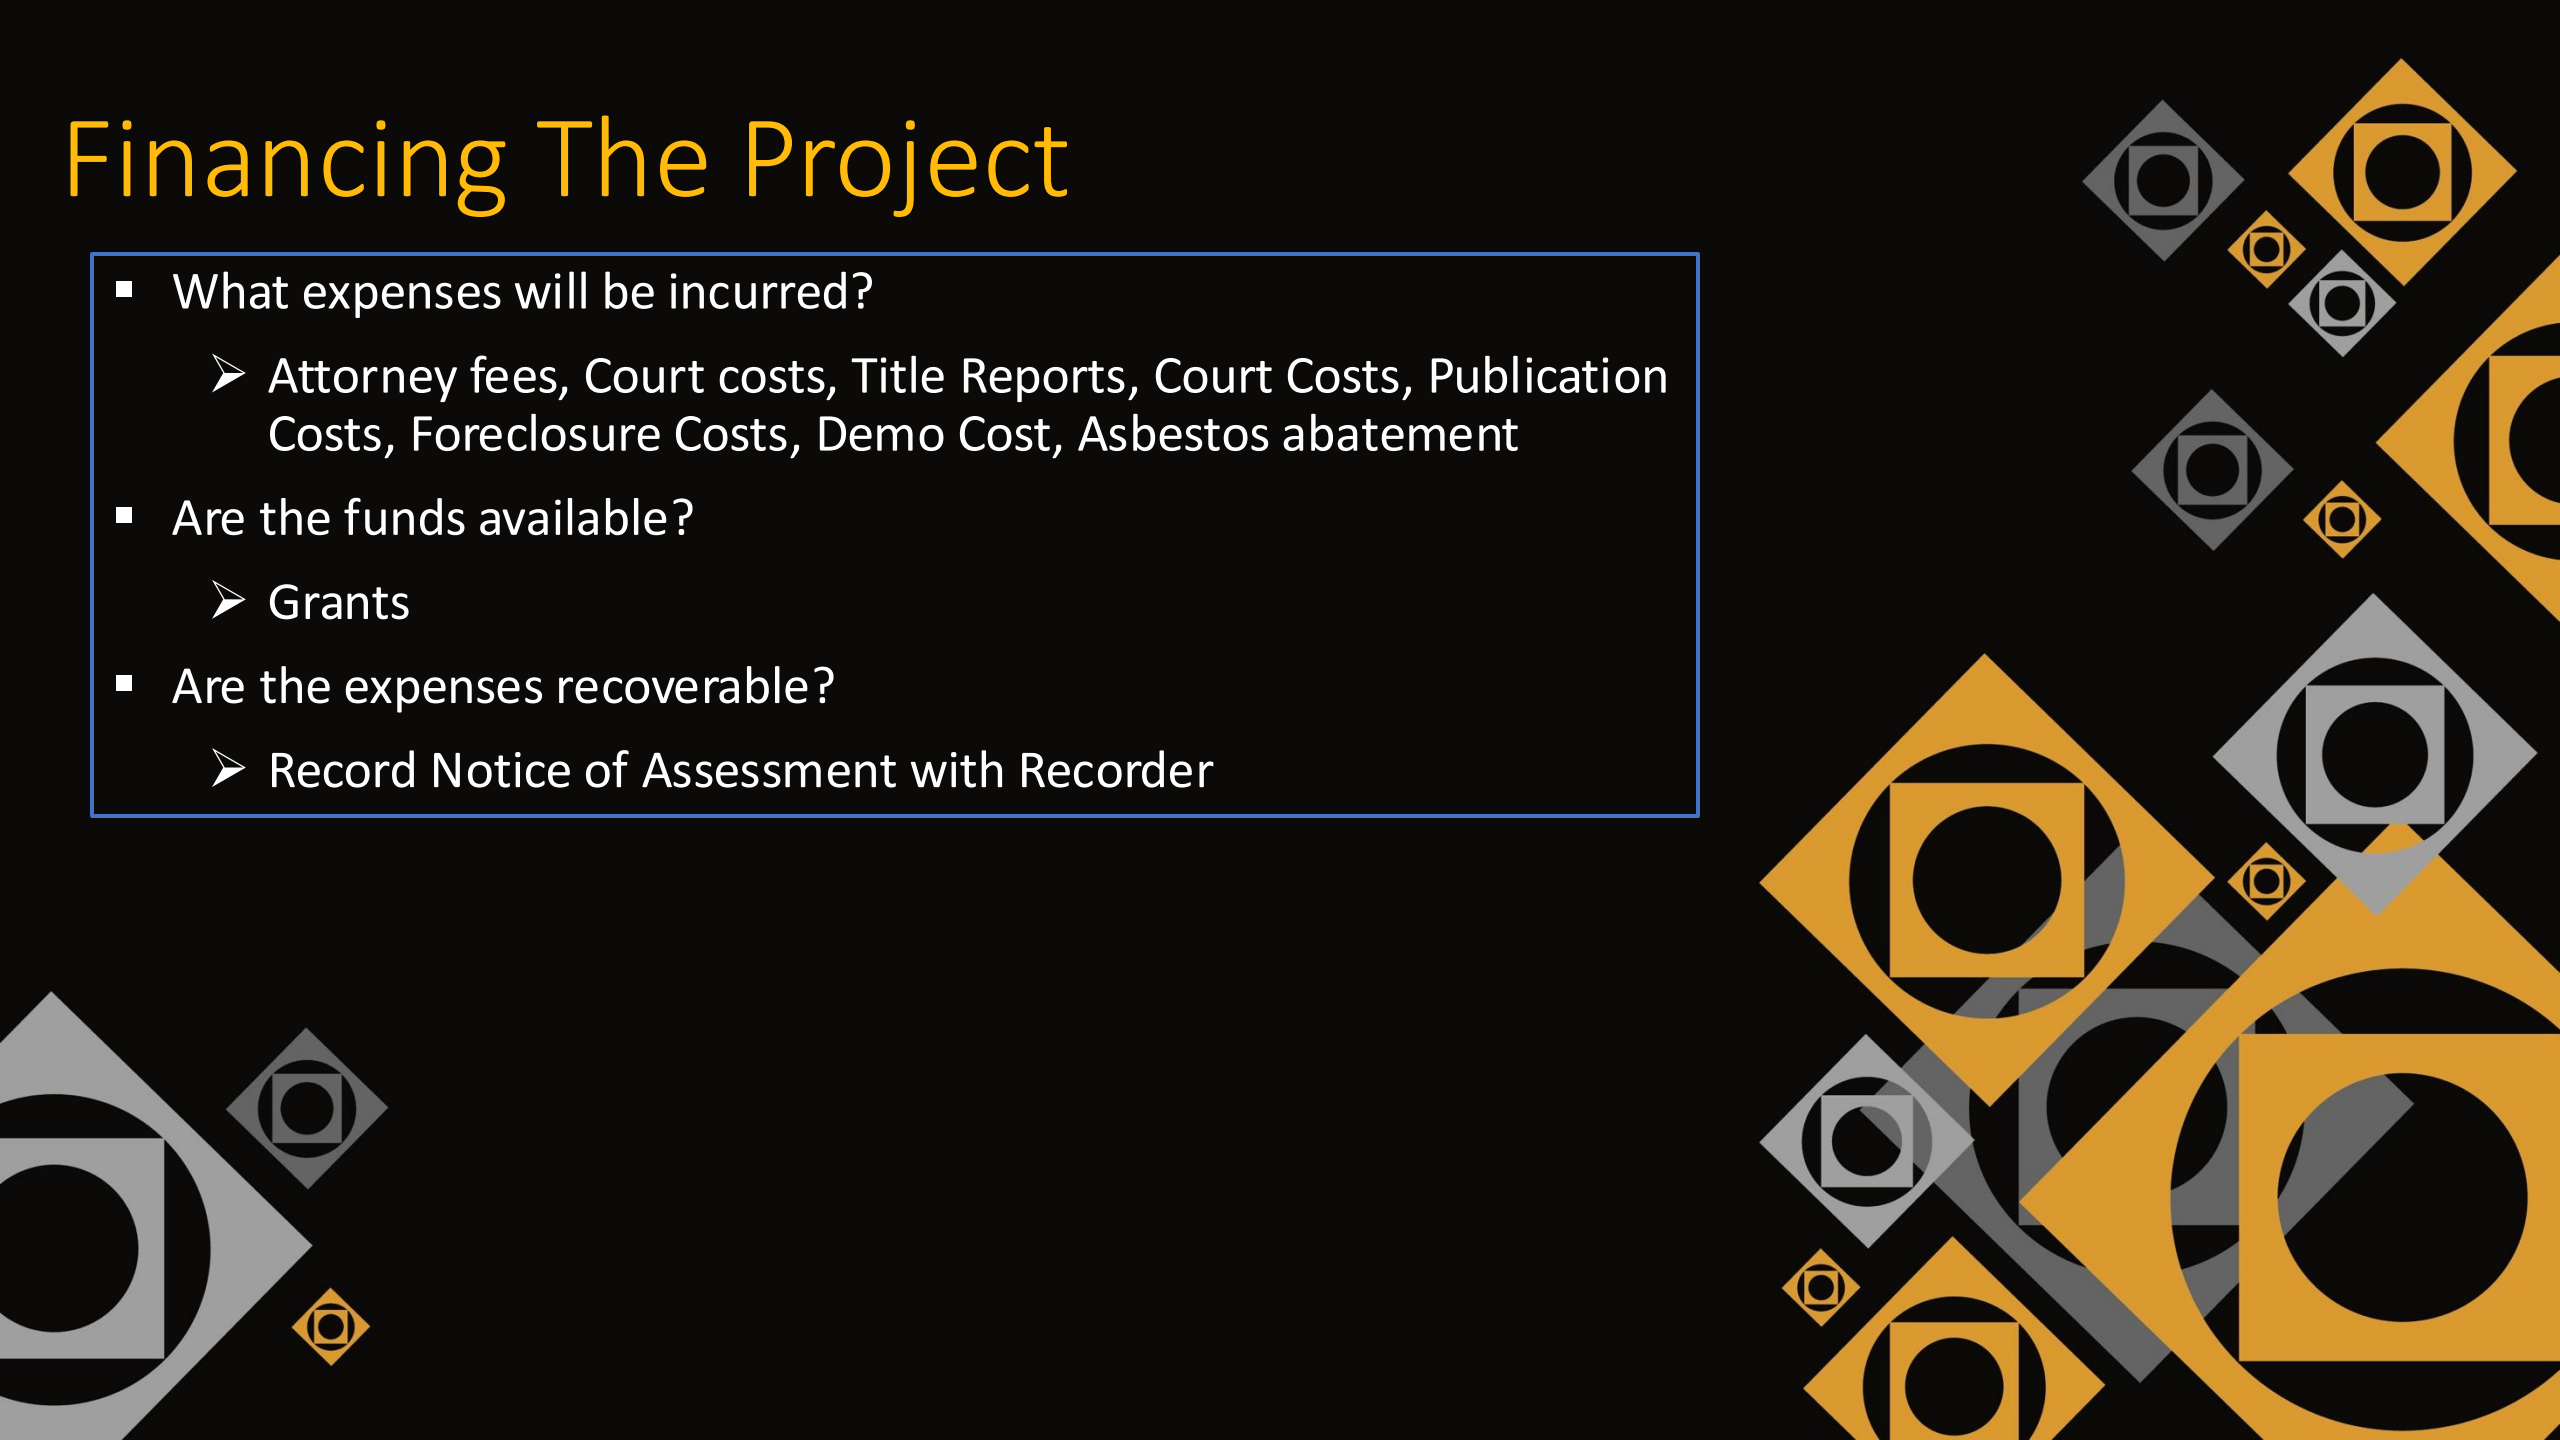 Financing The Project
▪ What expenses will be incurred?
➢ Attorney fees, Court costs, Title Reports, Court Costs, Publication
Costs, Foreclosure Costs, Demo Cost, Asbestos abatement
▪ Are the funds available?
➢ Grants
▪ Are the expenses recoverable?
➢ Record Notice of Assessment with Recorder